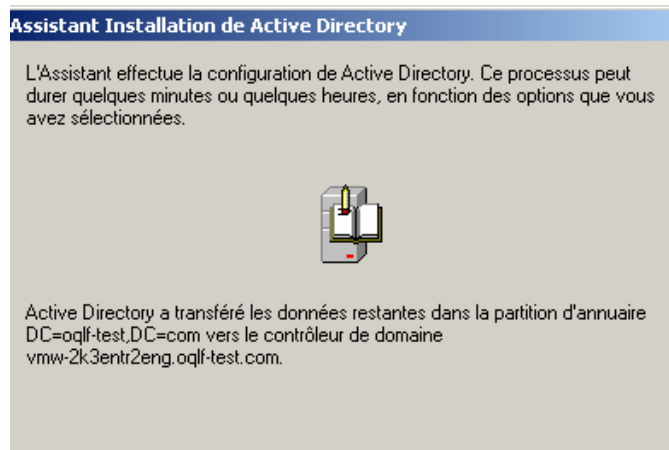 Assistant Installation de Active Directory
L'Assistant effectue la configuration de Active Directory. Ce processus peut
durer quelques minutes ou quelques heures, en fonction des options que vous
avez sélectionnées.
Active Directory a transféré les données restantes dans la partition d'annuaire
DC=oqlf-test,DC=com vers le contrôleur de domaine
vmw-2k3entr2eng.oqlf-test.com.